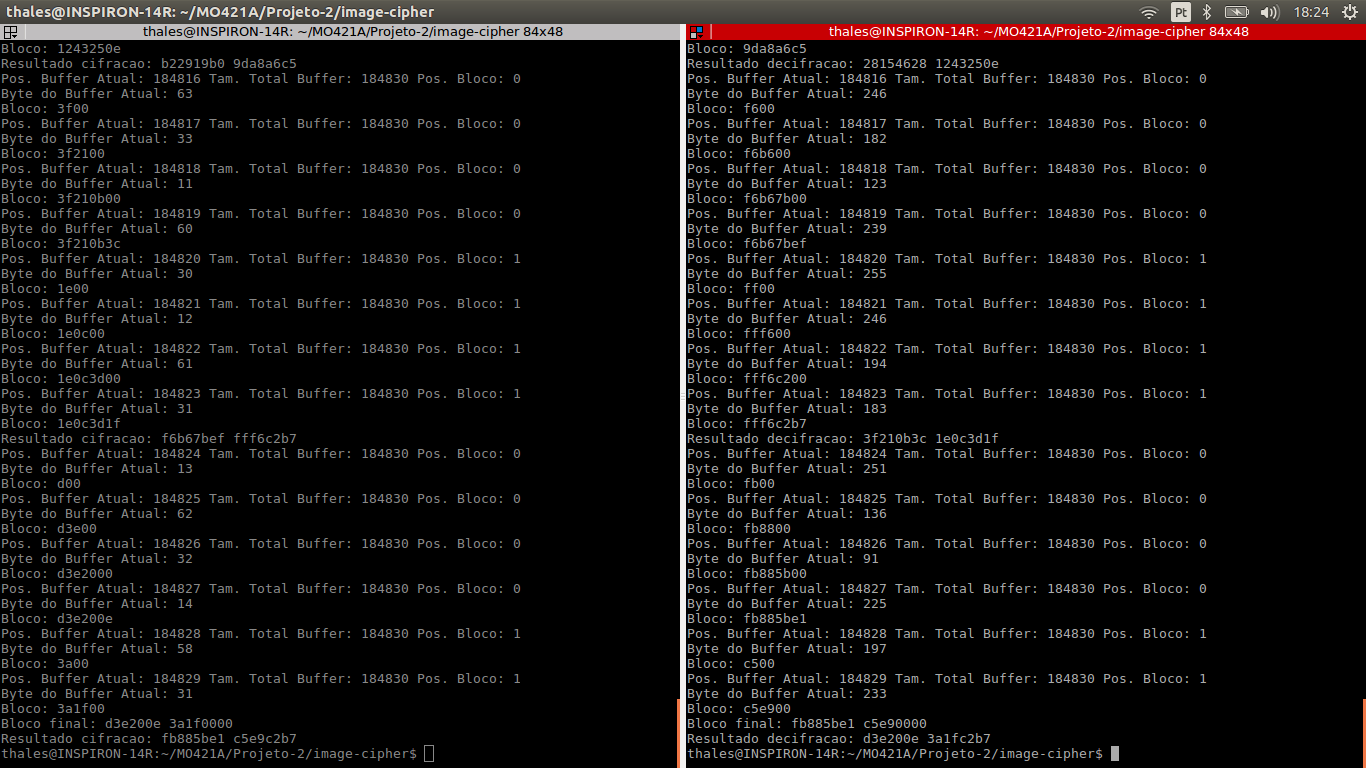 thales@INSPIRON-14R: ~/MO421A/Projeto-2/image-cipher
Pt
18:24
thales@INSPIRON-14R: ~/MO421A/Projeto-2/image-cipher 84x48
Bloco: 1243250e
Resultado cifracao: b22919b0 9da8a6c5
Pos. Buffer Atual: 184816 Tam. Total Buffer: 184830 Pos. Bloco: 0
Byte do Buffer Atual: 63
Bloco: 3f00
Pos. Buffer Atual: 184817 Tam. Total Buffer: 184830 Pos. Bloco: 0
Byte do Buffer Atual: 33
Bloco: 3f2100
Pos. Buffer Atual: 184818 Tam. Total Buffer: 184830 Pos. Bloco: 0
Byte do Buffer Atual: 11
Bloco: 3f210b00
Pos. Buffer Atual: 184819 Tam. Total Buffer: 184830 Pos. Bloco: 0
Byte do Buffer Atual: 60
Bloco: 3f210b3c
Pos. Buffer Atual: 184820 Tam. Total Buffer: 184830 Pos. Bloco: 1
Byte do Buffer Atual: 30
Bloco: 1e00
Pos. Buffer Atual: 184821 Tam. Total Buffer: 184830 Pos. Bloco: 1
Byte do Buffer Atual: 12
Bloco: 1e0c00
Pos. Buffer Atual: 184822 Tam. Total Buffer: 184830 Pos. Bloco: 1
Byte do Buffer Atual: 61
Bloco: 1e0c3d00
Pos. Buffer Atual: 184823 Tam. Total Buffer: 184830 Pos. Bloco: 1
Byte do Buffer Atual: 31
Bloco: 1e0c3d1f
Resultado cifracao: f6b67bef fff6c2b7
Pos. Buffer Atual: 184824 Tam. Total Buffer: 184830 Pos. Bloco: 0
Byte do Buffer Atual: 13
Bloco: d00
Pos. Buffer Atual: 184825 Tam. Total Buffer: 184830 Pos. Bloco: 0
Byte do Buffer Atual: 62
Bloco: d3e00
Pos. Buffer Atual: 184826 Tam. Total Buffer: 184830 Pos. Bloco: 0
Byte do Buffer Atual: 32
Bloco: d3e2000
Pos. Buffer Atual: 184827 Tam. Total Buffer: 184830 Pos. Bloco: 0
Byte do Buffer Atual: 14
Bloco: d3e200e
Pos. Buffer Atual: 184828 Tam. Total Buffer: 184830 Pos. Bloco: 1
Byte do Buffer Atual: 58
Bloco: 3a00
Pos. Buffer Atual: 184829 Tam. Total Buffer: 184830 Pos. Bloco: 1
Byte do Buffer Atual: 31
Bloco: 3a1f00
Bloco final: d3e200e 3a1f0000
Resultado cifracao: fb885be1 c5e9c2b7
thales@INSPIRON-14R:~/MO421A/Projeto-2/image-cipher$
thales@INSPIRON-14R: ~/MO421A/Projeto-2/image-cipher 84x48
Bloco: 9da8a6c5
Resultado decifracao: 28154628 1243250e
Pos. Buffer Atual: 184816 Tam. Total Buffer: 184830 Pos. Bloco: 0
Byte do Buffer Atual: 246
Bloco: f600
Pos. Buffer Atual: 184817 Tam. Total Buffer: 184830 Pos. Bloco: 0
Byte do Buffer Atual: 182
Bloco: f6b600
Pos. Buffer Atual: 184818 Tam. Total Buffer: 184830 Pos. Bloco: 0
Byte do Buffer Atual: 123
Bloco: f6b67b00
Pos. Buffer Atual: 184819 Tam. Total Buffer: 184830 Pos. Bloco: 0
Byte do Buffer Atual: 239
Bloco: f6b67bef
Pos. Buffer Atual: 184820 Tam. Total Buffer: 184830 Pos. Bloco: 1
Byte do Buffer Atual: 255
Bloco: ff00
Pos. Buffer Atual: 184821 Tam. Total Buffer: 184830 Pos. Bloco: 1
Byte do Buffer Atual: 246
Bloco: fff600
Pos. Buffer Atual: 184822 Tam. Total Buffer: 184830 Pos. Bloco: 1
Byte do Buffer Atual: 194
Bloco: fff6c200
Pos. Buffer Atual: 184823 Tam. Total Buffer: 184830 Pos. Bloco: 1
Byte do Buffer Atual: 183
Bloco: fff6c2b7
Resultado decifracao: 3f210b3c 1e0c3d1f
Pos. Buffer Atual: 184824 Tam. Total Buffer: 184830 Pos. Bloco: 0
Byte do Buffer Atual: 251
Bloco: fb00
Pos. Buffer Atual: 184825 Tam. Total Buffer: 184830 Pos. Bloco: 0
Byte do Buffer Atual: 136
Bloco: fb8800
Pos. Buffer Atual: 184826 Tam. Total Buffer: 184830 Pos. Bloco: 0
Byte do Buffer Atual: 91
Bloco: fb885b00
Pos. Buffer Atual: 184827 Tam. Total Buffer: 184830 Pos. Bloco: 0
Byte do Buffer Atual: 225
Bloco: fb885be1
Pos. Buffer Atual: 184828 Tam. Total Buffer: 184830 Pos. Bloco: 1
Byte do Buffer Atual: 197
Bloco: c500
Pos. Buffer Atual: 184829 Tam. Total Buffer: 184830 Pos. Bloco: 1
Byte do Buffer Atual: 233
Bloco: c5e900
Bloco final: fb885be1 c5e90000
Resultado decifracao: d3e200e 3a1fc2b7
thales@INSPIRON-14R:~/MO421A/Projeto-2/image-cipher$